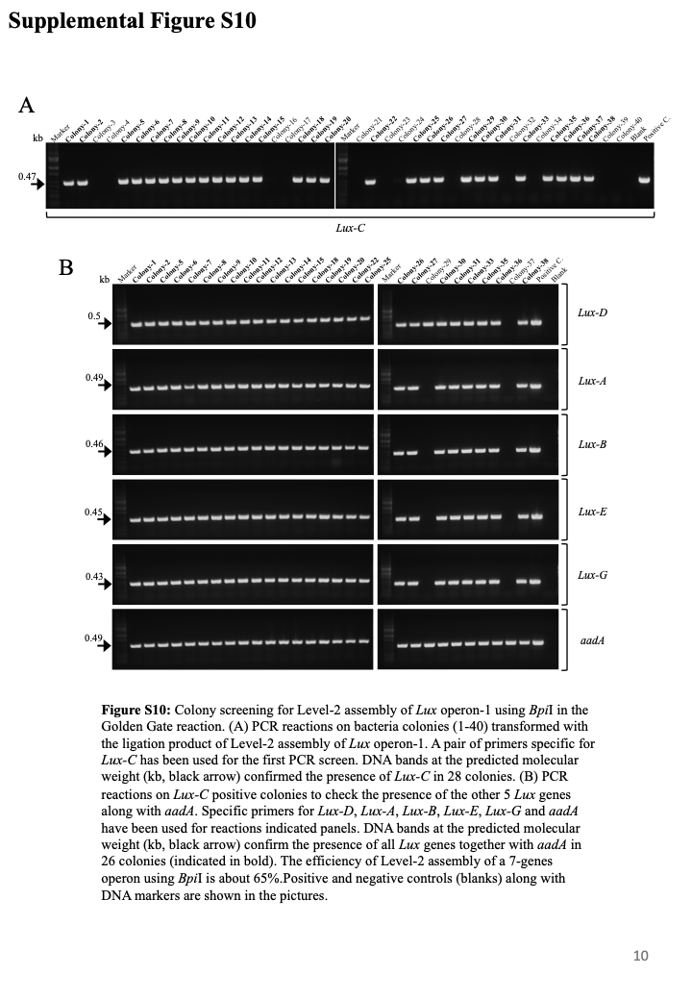 Supplemental Figure S10
A
kb
Marker
Colony-1
Colony-2
Colony-3
Colony-4
Colony-5
Colony-6
Colony-7
Colony-8
Colony-9
Colony-10
Colony-11
Colony-12
Colony-13
Colony-14
Colony-15
Colony-16
Colony-17
Colony-18
Colony-19
Colony-20
Marker
Colony-21
Colony-22
Colony-23
Colony-24
Colony-25
Colony-26
Colony-27
Colony-28
Colony-29
Colony-30
Colony-31
Colony-32
Colony-33
Colony-34
Colony-35
Colony-36
Colony-37
Colony-38
Colony-39
Colony-40
Blank
Positive C.
0.47
Lux-C
B
kb
Marker
Colony-1
Colony-2
Colony-5
Colony-6
Colony-7
Colony-8
Colony-9
Colony-10
Colony-11
Colony-12
Colony-13
Colony-14
Colony-15
Colony-18
Colony-19
Colony-20
Colony-22
Colony-25
Marker
Colony-26
Colony-27
Colony-29
Colony-30
Colony-31
Colony-33
Colony-35
Colony-36
Colony-37
Colony-38
Positive C.
Blank
0.5
Lux-D
0.49
Lux-A
0.46
Lux-B
0.45
Lux-E
0.43
Lux-G
0.49
aadA
Figure S10: Colony screening for Level-2 assembly of Lux operon-1 using BpiI in the
Golden Gate reaction. (A) PCR reactions on bacteria colonies (1-40) transformed with
the ligation product of Level-2 assembly of Lux operon-1. A pair of primers specific for
Lux-C has been used for the first PCR screen. DNA bands at the predicted molecular
weight (kb, black arrow) confirmed the presence of Lux-C in 28 colonies. (B) PCR
reactions on Lux-C positive colonies to check the presence of the other 5 Lux genes
along with aadA. Specific primers for Lux-D, Lux-A, Lux-B, Lux-E, Lux-G and aadA
have been used for reactions indicated panels. DNA bands at the predicted molecular
weight (kb, black arrow) confirm the presence of all Lux genes together with aadA in
26 colonies (indicated in bold). The efficiency of Level-2 assembly of a 7-genes
operon using BpiI is about 65%.Positive and negative controls (blanks) along with
DNA markers are shown in the pictures.
10